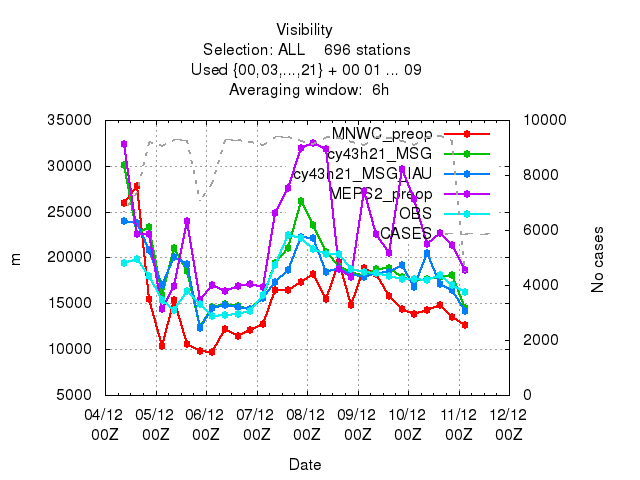 Visibility
Selection: ALL    696 stations
Used {00,03,...,21} + 00 01 ... 09
Averaging window:  6h
35000
30000
25000
20000
15000
10000
5000
m
10000
8000
6000
4000
2000
0
No cases
MNWC_preop
cy43h21_MSG
cy43h21_MSG_IAU
MEPS2_preop
OBS
CASES
04/12 05/12 06/12 07/12 08/12 09/12 10/12 11/12 12/12
00Z 00Z 00Z 00Z 00Z 00Z 00Z 00Z 00Z
Date